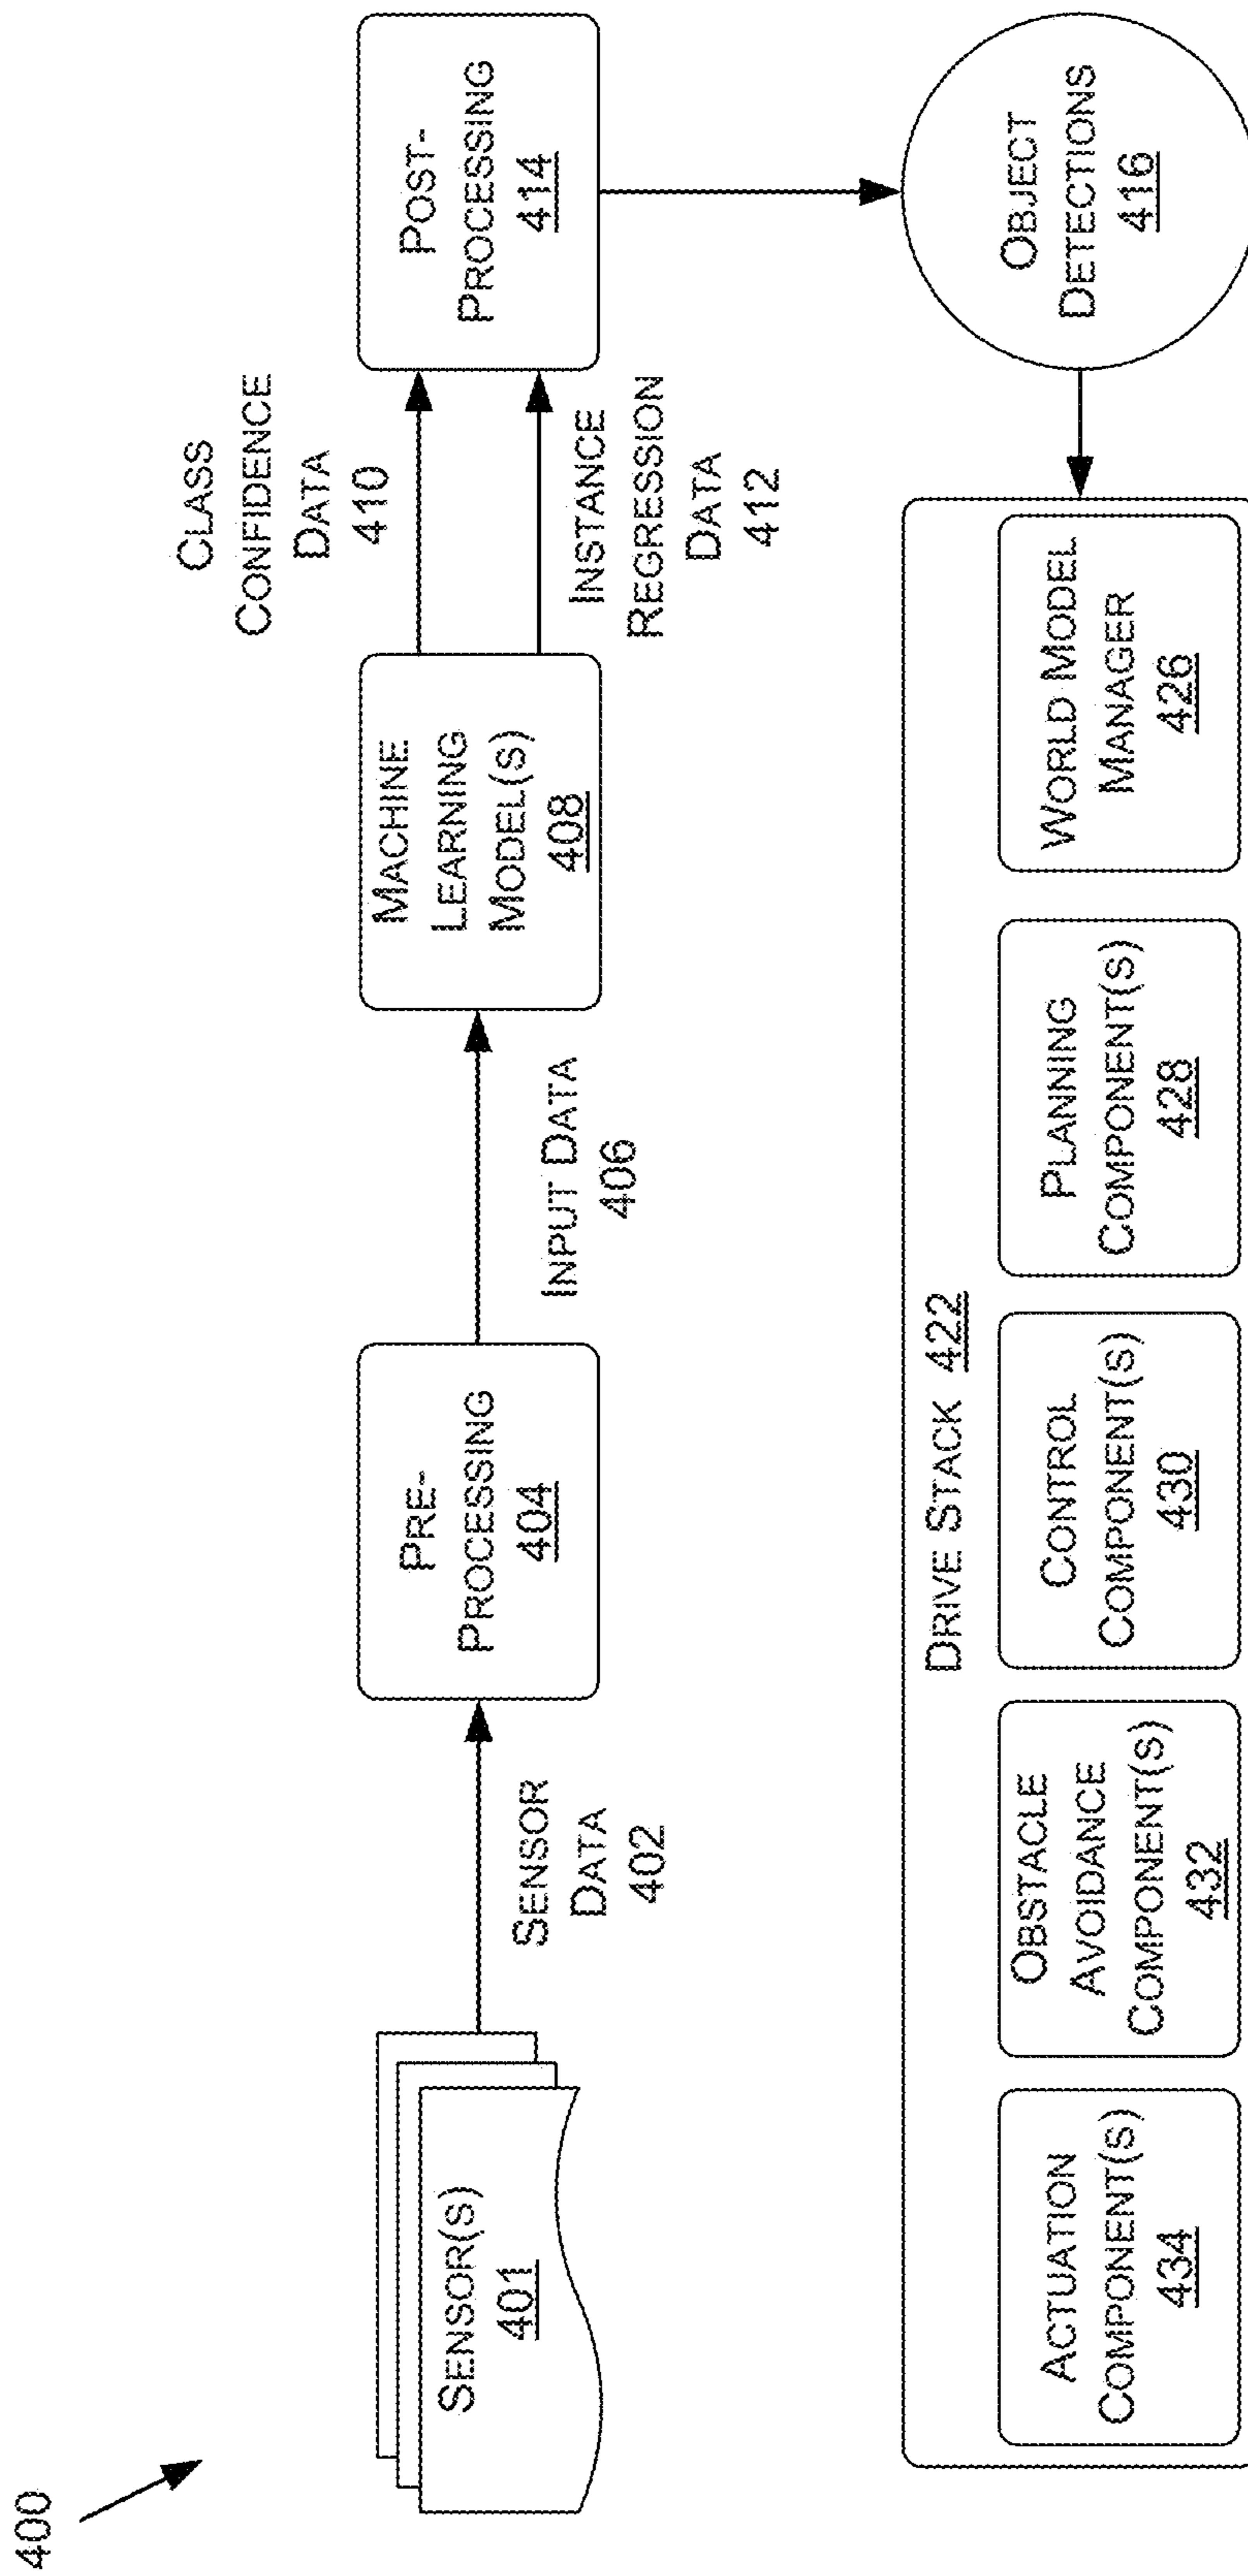 400
SENSOR(S)
401
SENSOR
DATA
402
PRE-
PROCESSING
404
INPUT DATA
406
MACHINE
LEARNING
MODEL(S)
408
CLASS
CONFIDENCE
DATA
410
INSTANCE
REGRESSION
DATA
412
POST-
PROCESSING
414
OBJECT
DETECTIONS
416
DRIVE STACK 422
ACTUATION
COMPONENT(S)
434
OBSTACLE
AVOIDANCE
COMPONENT(S)
432
CONTROL
COMPONENT(S)
430
PLANNING
COMPONENT(S)
428
WORLD MODEL
MANAGER
426